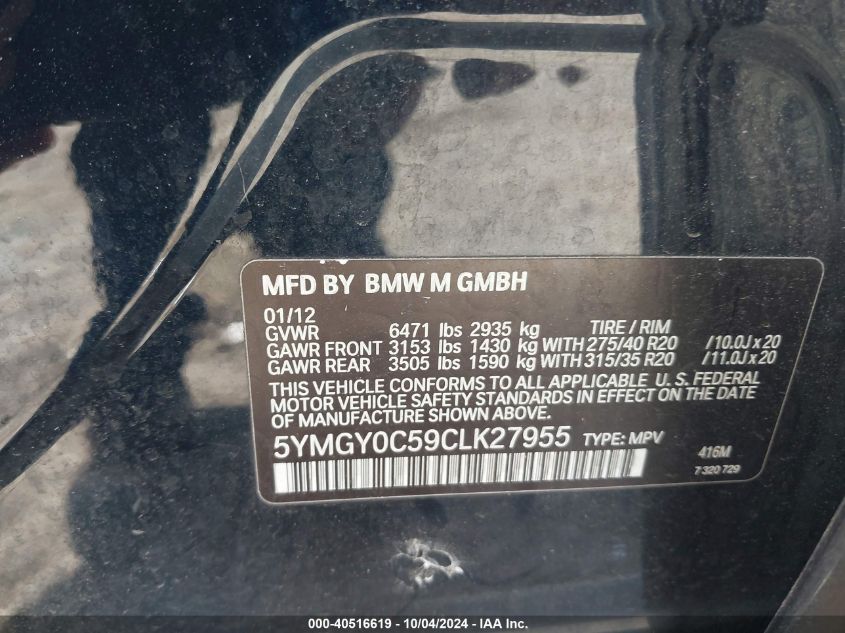 MFD BY BMW M GMBH
01/12
GVWR 6471 lbs 2935 kg TIRE / RIM
GAWR FRONT 3153 lbs 1430 kg WITH 275/40 R20 /10.0J x 20
GAWR REAR 3505 lbs 1590 kg WITH 315/35 R20 /11.0J x 20
THIS VEHICLE CONFORMS TO ALL APPLICABLE U. S. FEDERAL
MOTOR VEHICLE SAFETY STANDARDS IN EFFECT ON THE DATE
OF MANUFACTURE SHOWN ABOVE.
5YMGY0C59CLK27955 TYPE: MPV
416M
7 320 729
000-40516619 - 10/04/2024 - IAA Inc.